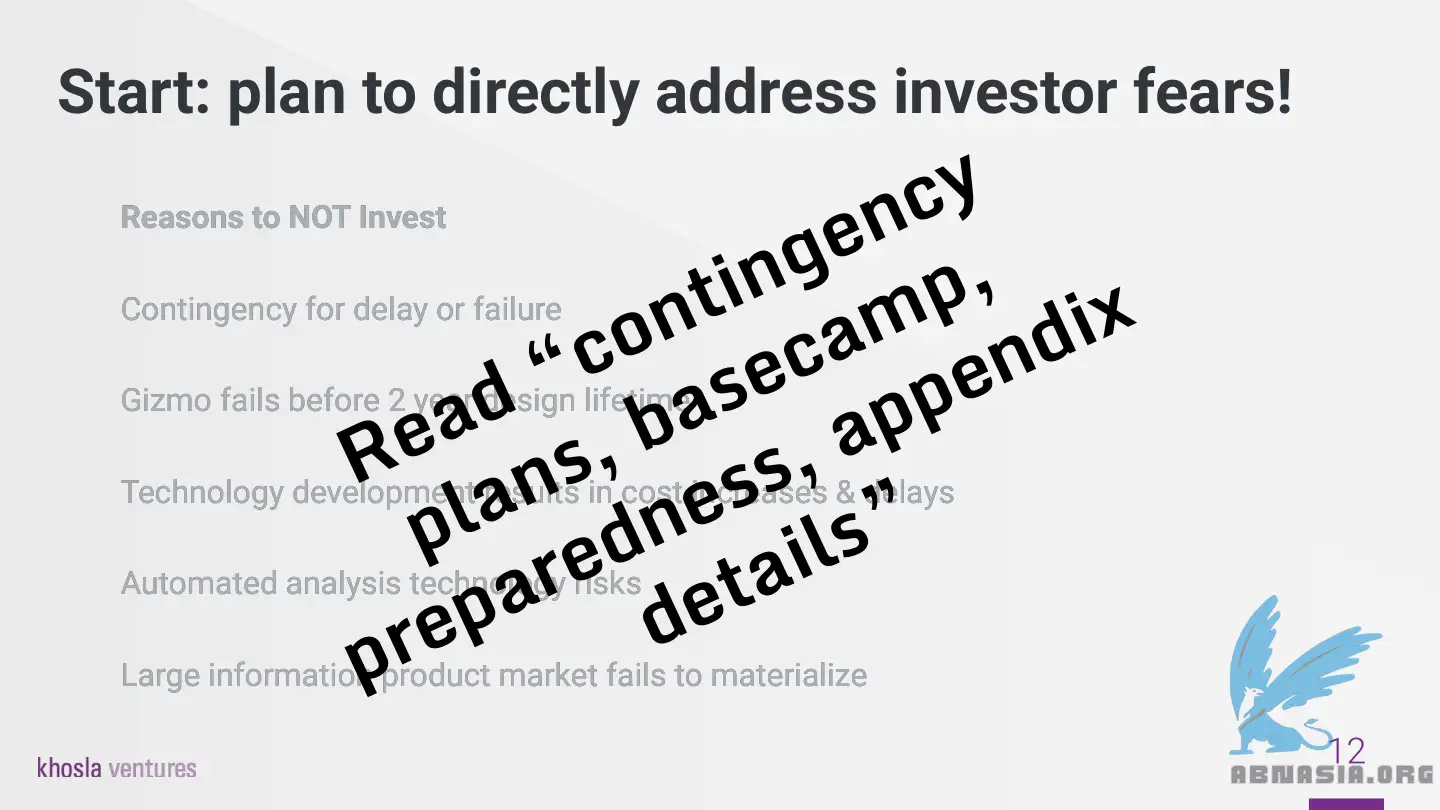 Start: plan to directly address investor fears!
Reasons to NOT Invest
Contingency for delay or failure
Gizmo fails before 2 year design lifetime
Technology development results in cost increases & delays
Automated analysis technology risks
Large information product market fails to materialize
Read “contingency
plans, basecamp,
preparedness, appendix
details”
khosla ventures
12
ABNASIA.ORG